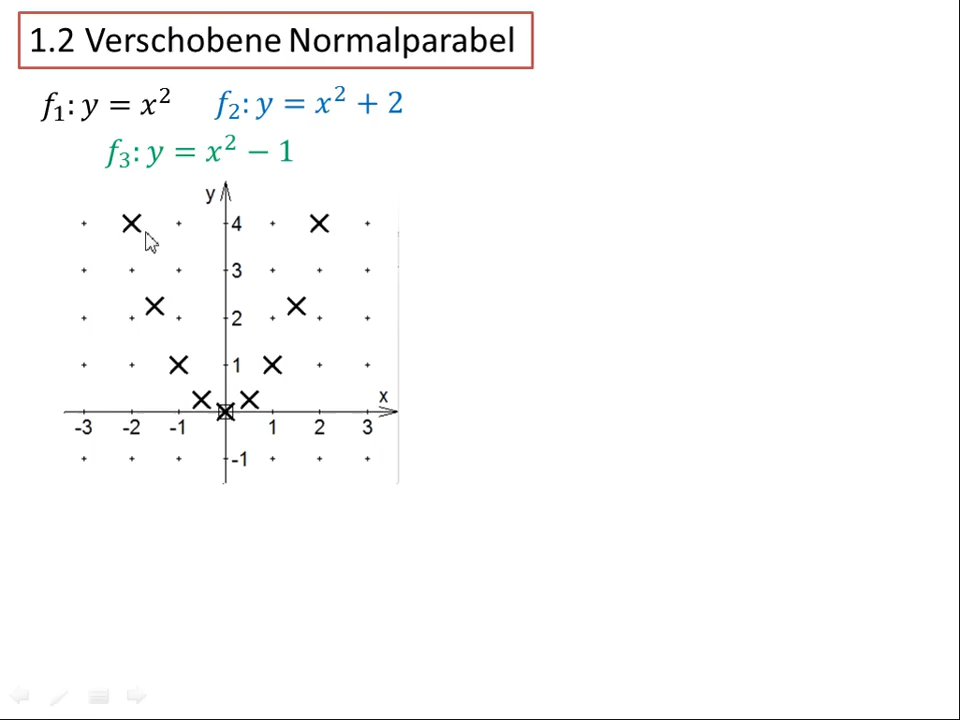 1.2 Verschobene Normalparabel
f₁: y = x² f₂: y = x² + 2
f₃: y = x² − 1
y
4
3
2
1
x
-3 -2 -1 1 2 3
-1